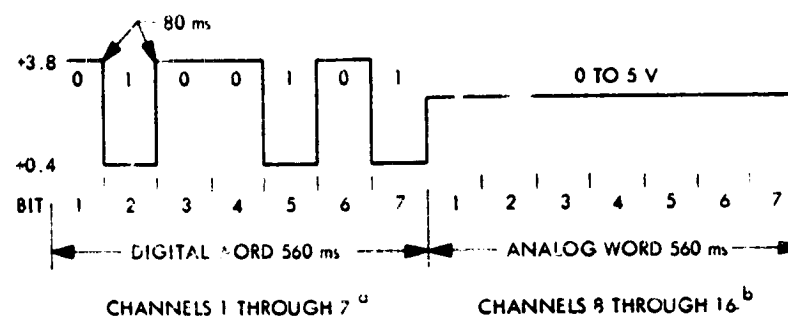 80 ms
+3.8
0 1 0 0 1 0 1
0 TO 5 V
+0.4
BIT 1 2 3 4 5 6 7 1 2 3 4 5 6 7
DIGITAL WORD 560 ms
ANALOG WORD 560 ms
CHANNELS 1 THROUGH 7 a
CHANNELS 8 THROUGH 16 b